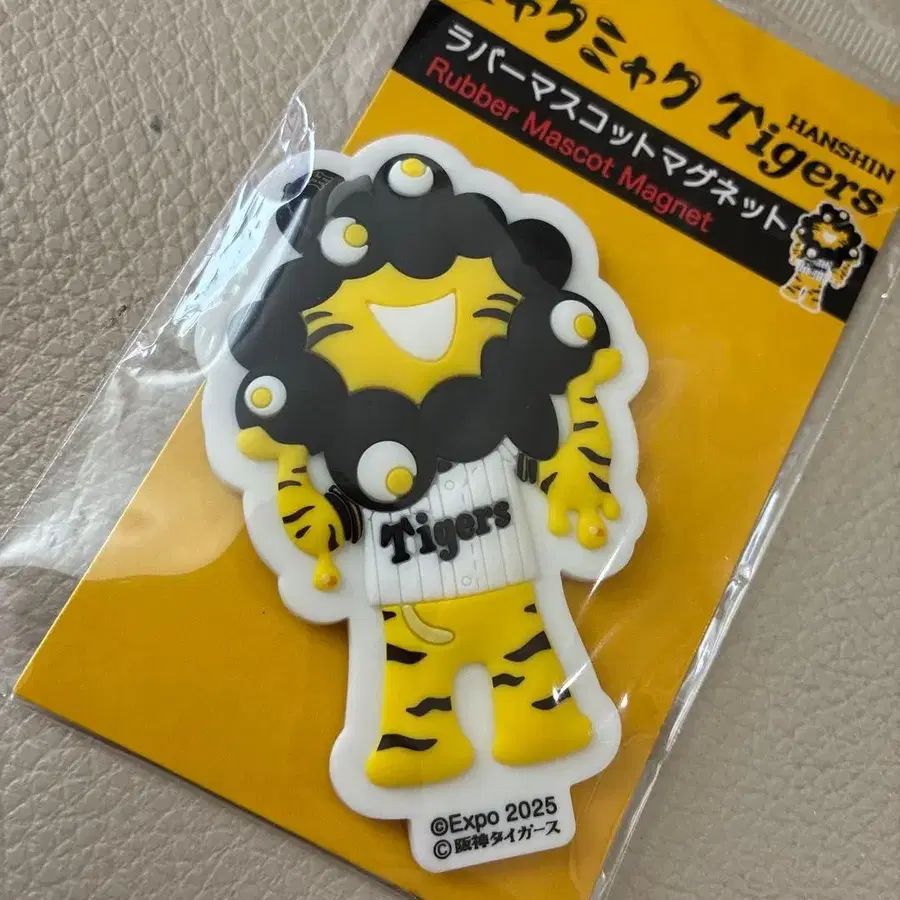 ャクミャク Tigers
HANSHIN
ラバーマスコットマグネット
Rubber Mascot Magnet
Tigers
©Expo 2025
©阪神タイガース